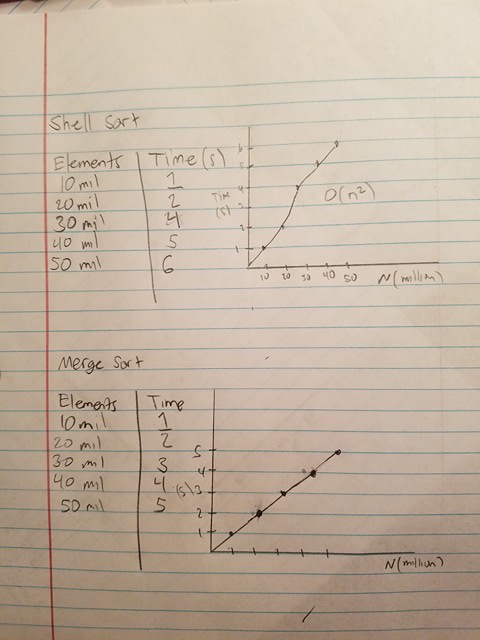 Shell Sort
Elements Time (s)
10 mil 1
20 mil 2
30 mil 4
40 mil 5
50 mil 6
6
5
4
Time
(s)
3
2
1
O(n²)
10 20 30 40 50 N(million)
Merge Sort
Elements Time
10 mil 1
20 mil 2
30 mil 3
40 mil 4
50 mil 5
5
4
(s) 3
2
1
N(million)